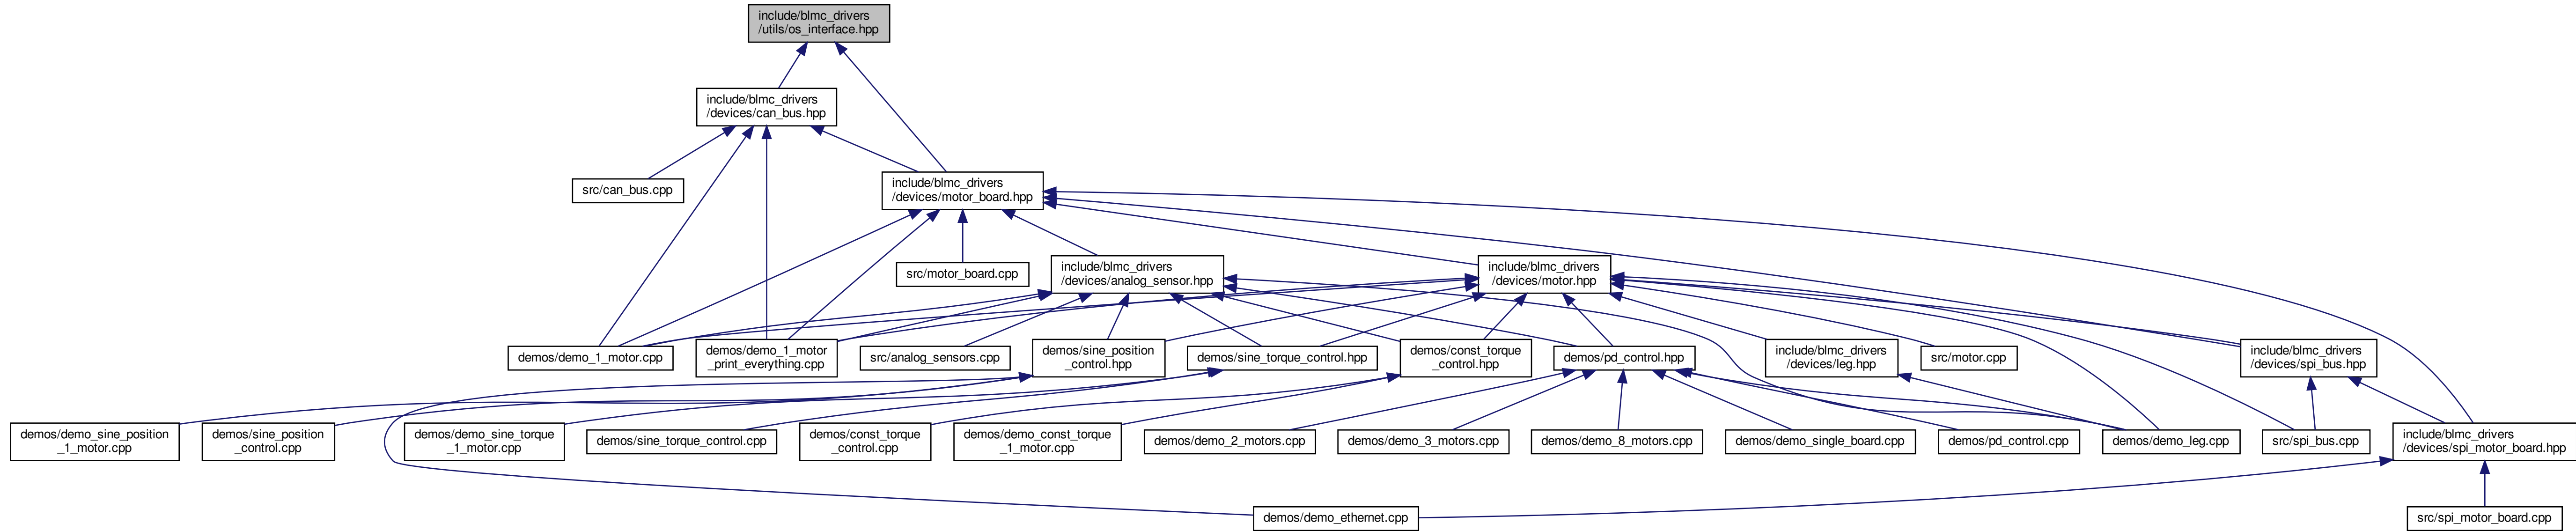 include/blmc_drivers
/utils/os_interface.hpp
include/blmc_drivers
/devices/can_bus.hpp
src/can_bus.cpp
include/blmc_drivers
/devices/motor_board.hpp
src/motor_board.cpp
include/blmc_drivers
/devices/analog_sensor.hpp
include/blmc_drivers
/devices/motor.hpp
demos/demo_1_motor.cpp
demos/demo_1_motor
_print_everything.cpp
src/analog_sensors.cpp
demos/sine_position
_control.hpp
demos/sine_torque_control.hpp
demos/const_torque
_control.hpp
demos/pd_control.hpp
include/blmc_drivers
/devices/leg.hpp
src/motor.cpp
include/blmc_drivers
/devices/spi_bus.hpp
demos/demo_sine_position
_1_motor.cpp
demos/sine_position
_control.cpp
demos/demo_sine_torque
_1_motor.cpp
demos/sine_torque_control.cpp
demos/const_torque
_control.cpp
demos/demo_const_torque
_1_motor.cpp
demos/demo_2_motors.cpp
demos/demo_3_motors.cpp
demos/demo_8_motors.cpp
demos/demo_single_board.cpp
demos/pd_control.cpp
demos/demo_leg.cpp
src/spi_bus.cpp
include/blmc_drivers
/devices/spi_motor_board.hpp
demos/demo_ethernet.cpp
src/spi_motor_board.cpp